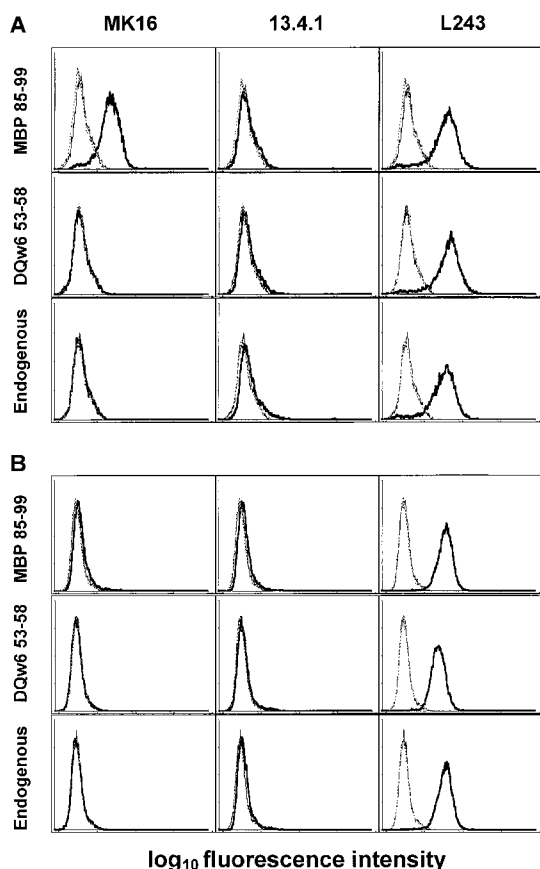 A
MK16 13.4.1 L243
MBP 85-99
DQw6 53-58
Endogenous
B
MBP 85-99
DQw6 53-58
Endogenous
log10 fluorescence intensity